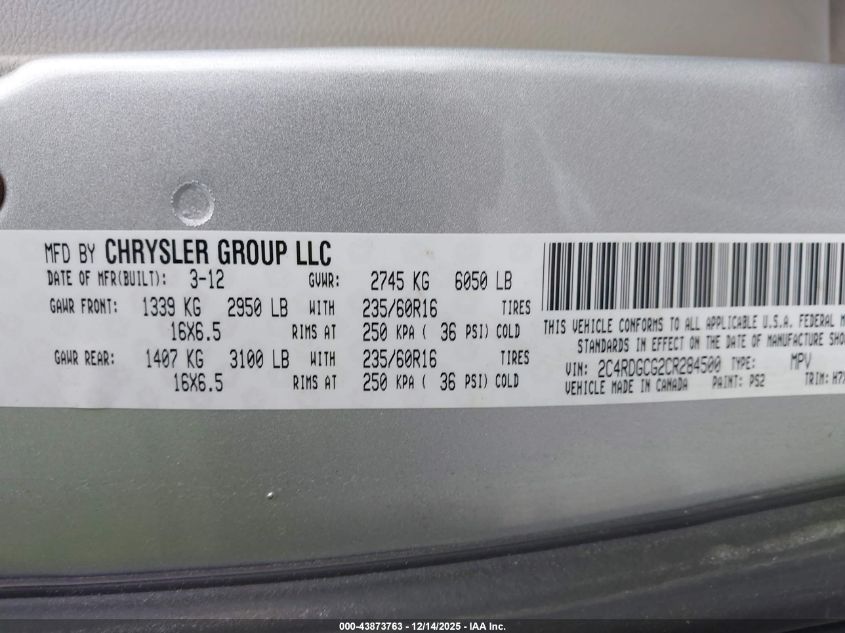 MFD BY CHRYSLER GROUP LLC
DATE OF MFR(BUILT): 3-12 GVWR: 2745 KG 6050 LB
GAWR FRONT: 1339 KG 2950 LB WITH 235/60R16 TIRES
16X6.5 RIMS AT 250 KPA ( 36 PSI) COLD
GAWR REAR: 1407 KG 3100 LB WITH 235/60R16 TIRES
16X6.5 RIMS AT 250 KPA ( 36 PSI) COLD
THIS VEHICLE CONFORMS TO ALL APPLICABLE U.S.A. FEDERAL M
STANDARDS IN EFFECT ON THE DATE OF MANUFACTURE SHO
VIN: 2C4RDGCG2CR284500 TYPE: MPV
VEHICLE MADE IN CANADA PAINT: PS2 TRIM: H7X
000-43873763 • 12/14/2025 - IAA Inc.